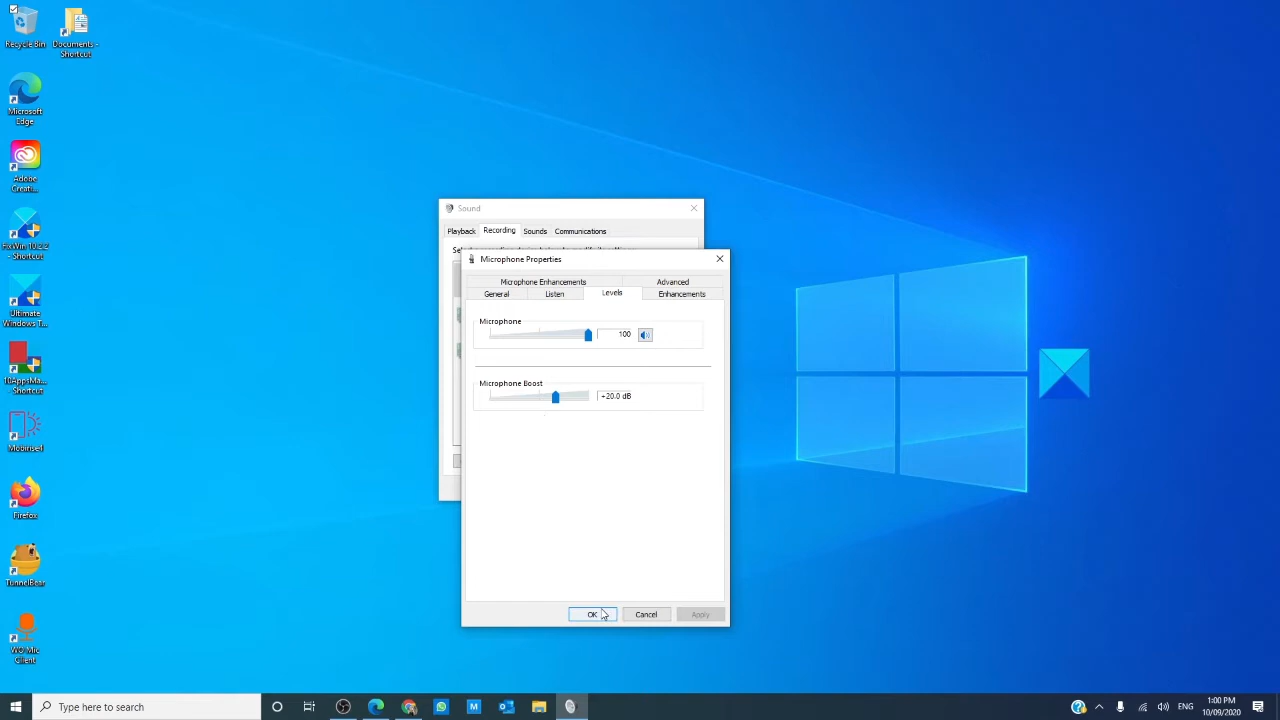 Recycle Bin
Documents -
Shortcut
Microsoft
Edge
Adobe
Creati...
FixWin 10.2.2
- Shortcut
Ultimate
Windows T...
10AppsMa...
- Shortcut
Mobirise4
Firefox
TunnelBear
WO Mic
Client
Sound
Playback
Recording
Sounds
Communications
Microphone Properties
Microphone Enhancements
Advanced
General
Listen
Levels
Enhancements
Microphone
100
Microphone Boost
+20.0 dB
OK
Cancel
Apply
Type here to search
ENG
1:00 PM
10/09/2020